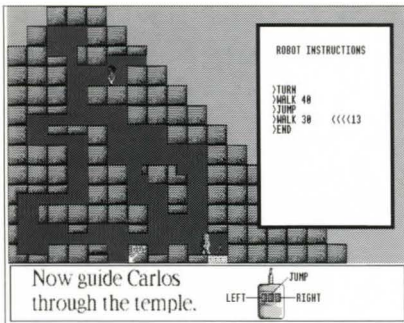 ROBOT INSTRUCTIONS
>TURN
>WALK 40
>JUMP
>WALK 30 <<<<13
>END
Now guide Carlos
through the temple.
JUMP
LEFT
RIGHT